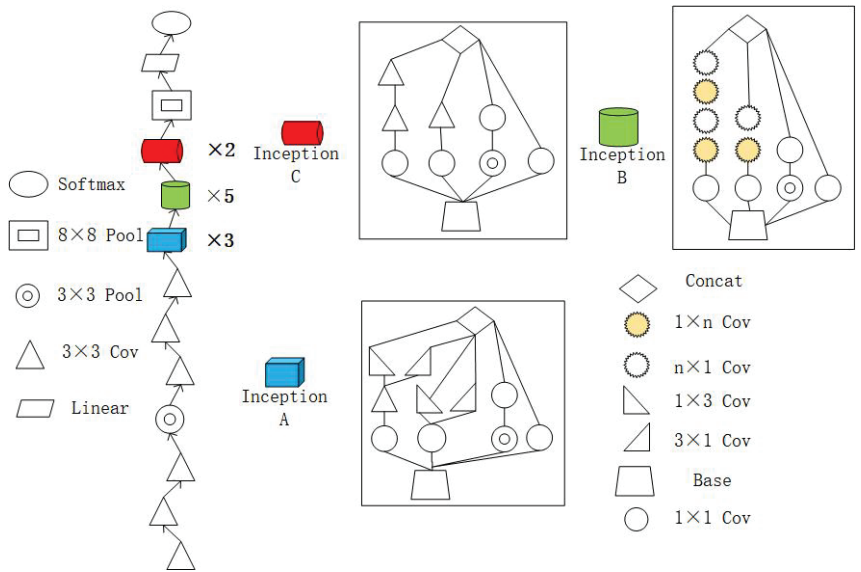 ×2
Inception
C
Inception
B
Softmax
×5
8×8 Pool
×3
3×3 Pool
3×3 Cov
Linear
Inception
A
Concat
1×n Cov
n×1 Cov
1×3 Cov
3×1 Cov
Base
1×1 Cov